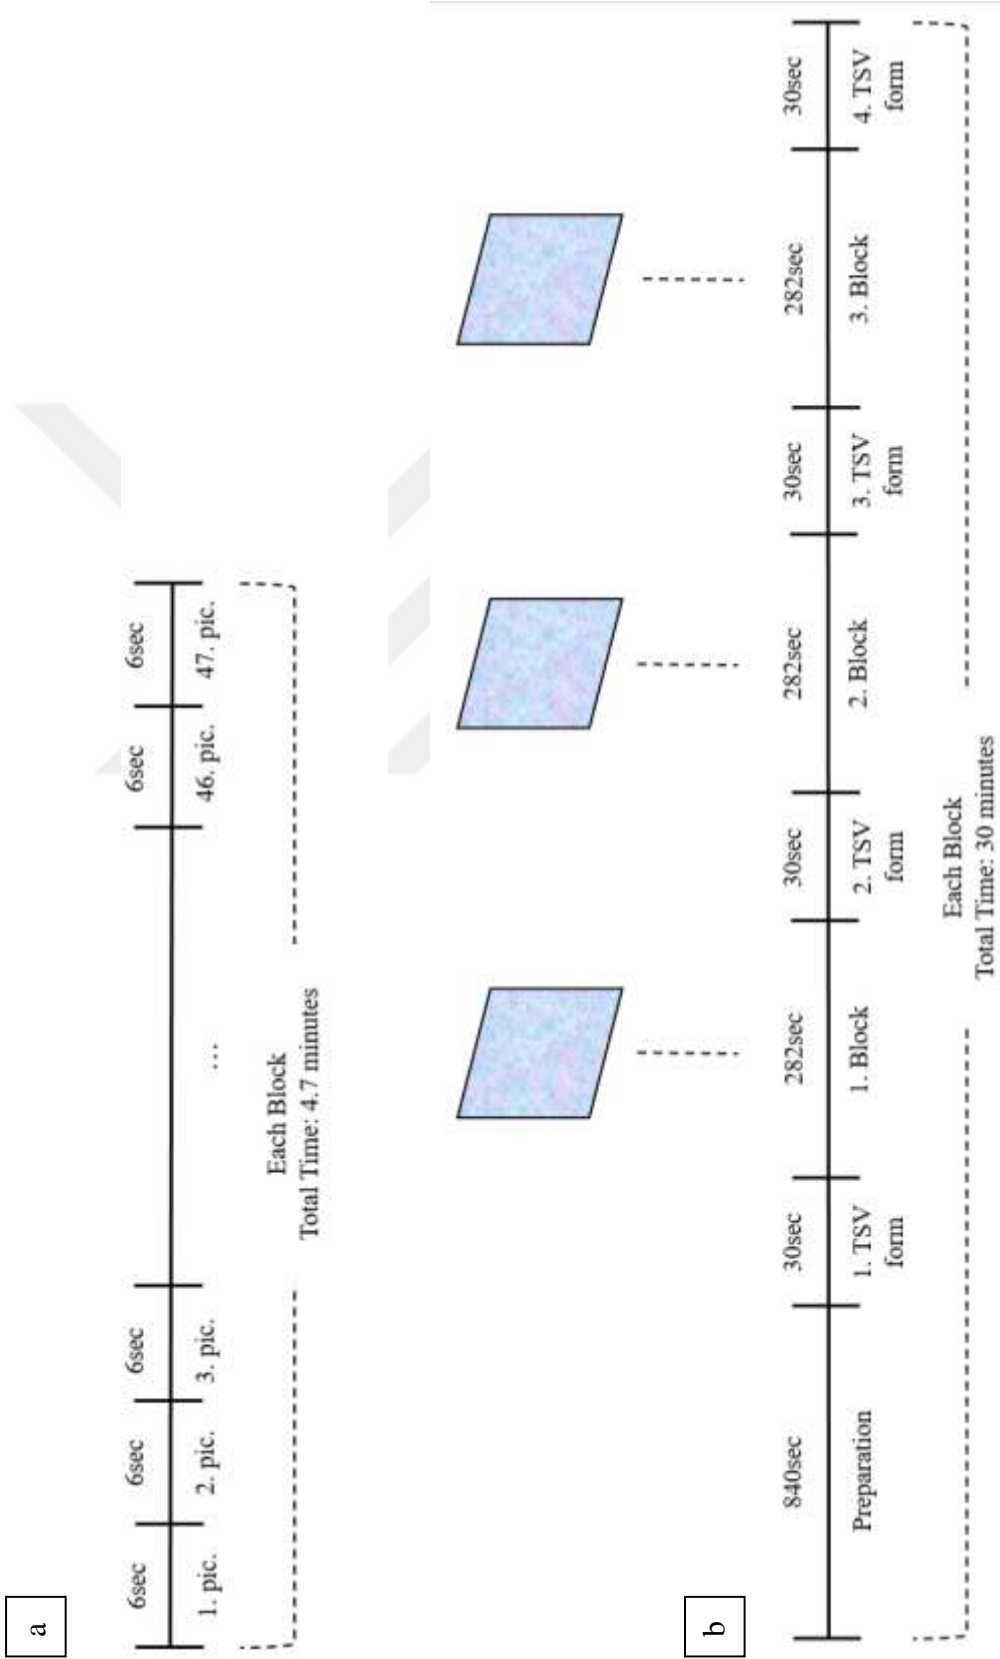 a
6sec
6sec
6sec
6sec
6sec
1. pic.
2. pic.
3. pic.
...
46. pic.
47. pic.
Each Block
Total Time: 4.7 minutes
b
840sec
30sec
282sec
30sec
282sec
30sec
282sec
30sec
Preparation
1. TSV
form
1. Block
2. TSV
form
2. Block
3. TSV
form
3. Block
4. TSV
form
Each Block
Total Time: 30 minutes